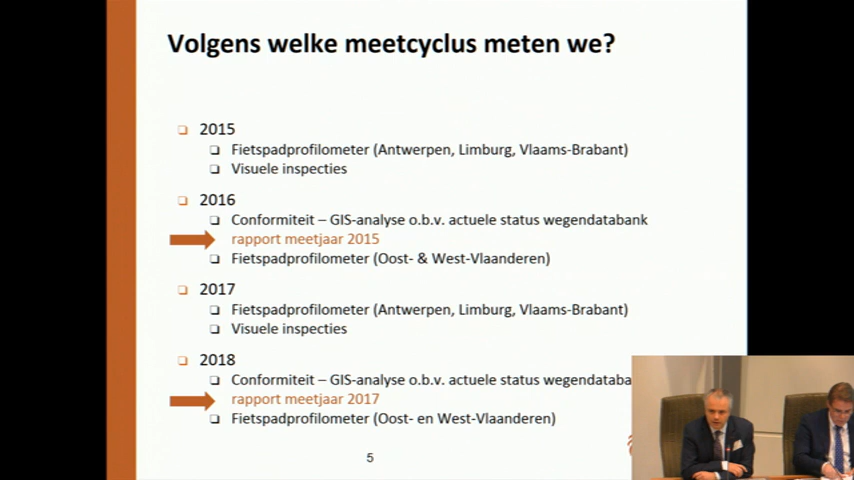 Volgens welke meetcyclus meten we?
2015
Fietspadprofilometer (Antwerpen, Limburg, Vlaams-Brabant)
Visuele inspecties
2016
Conformiteit – GIS-analyse o.b.v. actuele status wegendatabank
rapport meetjaar 2015
Fietspadprofilometer (Oost- & West-Vlaanderen)
2017
Fietspadprofilometer (Antwerpen, Limburg, Vlaams-Brabant)
Visuele inspecties
2018
Conformiteit – GIS-analyse o.b.v. actuele status wegendataba
rapport meetjaar 2017
Fietspadprofilometer (Oost- en West-Vlaanderen)
5